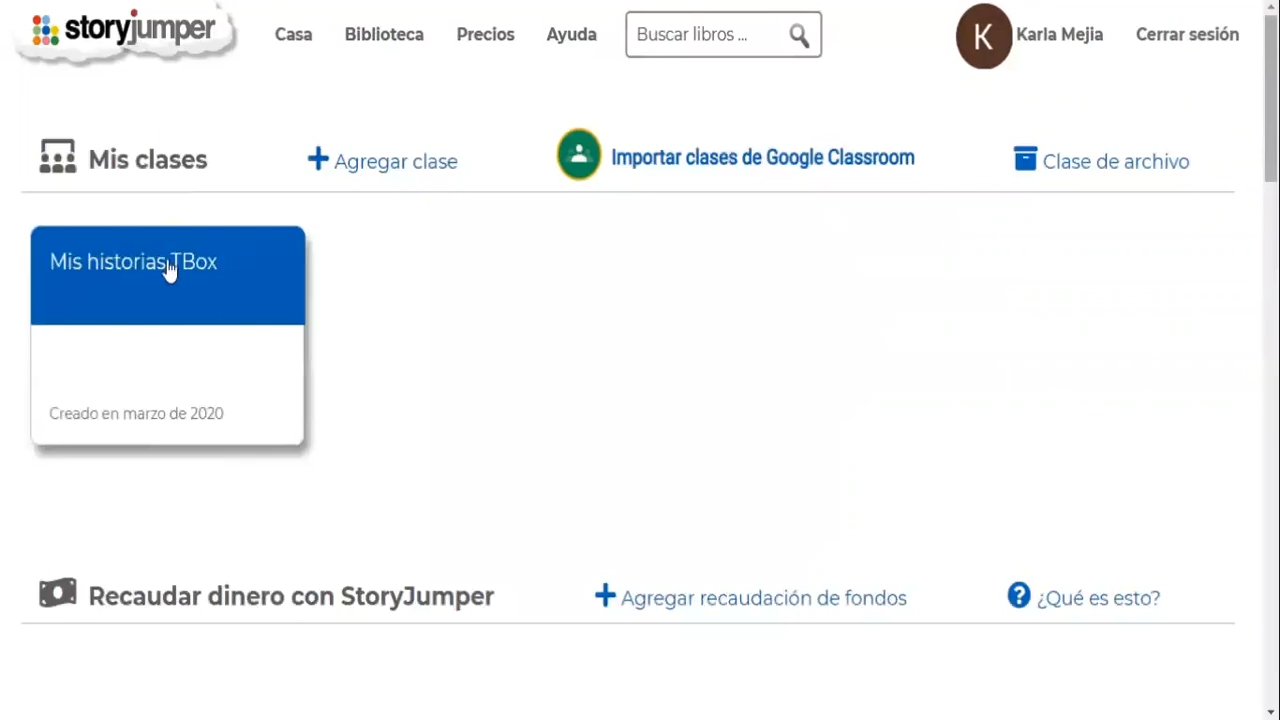 storyjumper
Casa Biblioteca Precios Ayuda Buscar libros ... K Karla Mejia Cerrar sesión
Mis clases Agregar clase Importar clases de Google Classroom Clase de archivo
Mis historias TBox
Creado en marzo de 2020
Recaudar dinero con StoryJumper Agregar recaudación de fondos ¿Qué es esto?